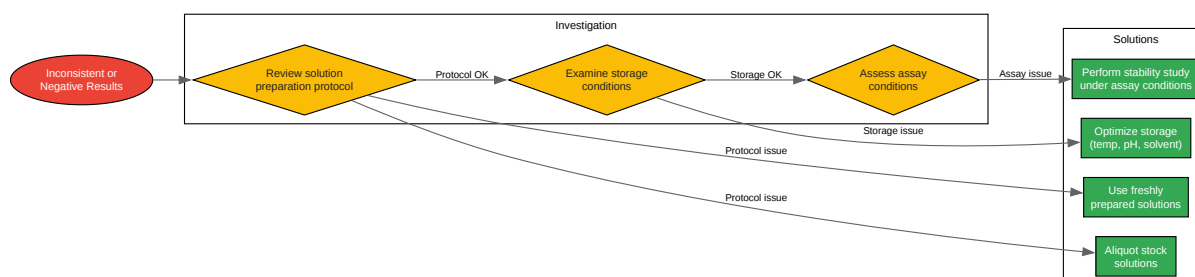 Investigation
Solutions
Inconsistent or
Negative Results
Review solution
preparation protocol
Protocol OK
Examine storage
conditions
Storage OK
Assess assay
conditions
Assay issue
Perform stability study
under assay conditions
Storage issue
Optimize storage
(temp, pH, solvent)
Protocol issue
Use freshly
prepared solutions
Protocol issue
Aliquot stock
solutions